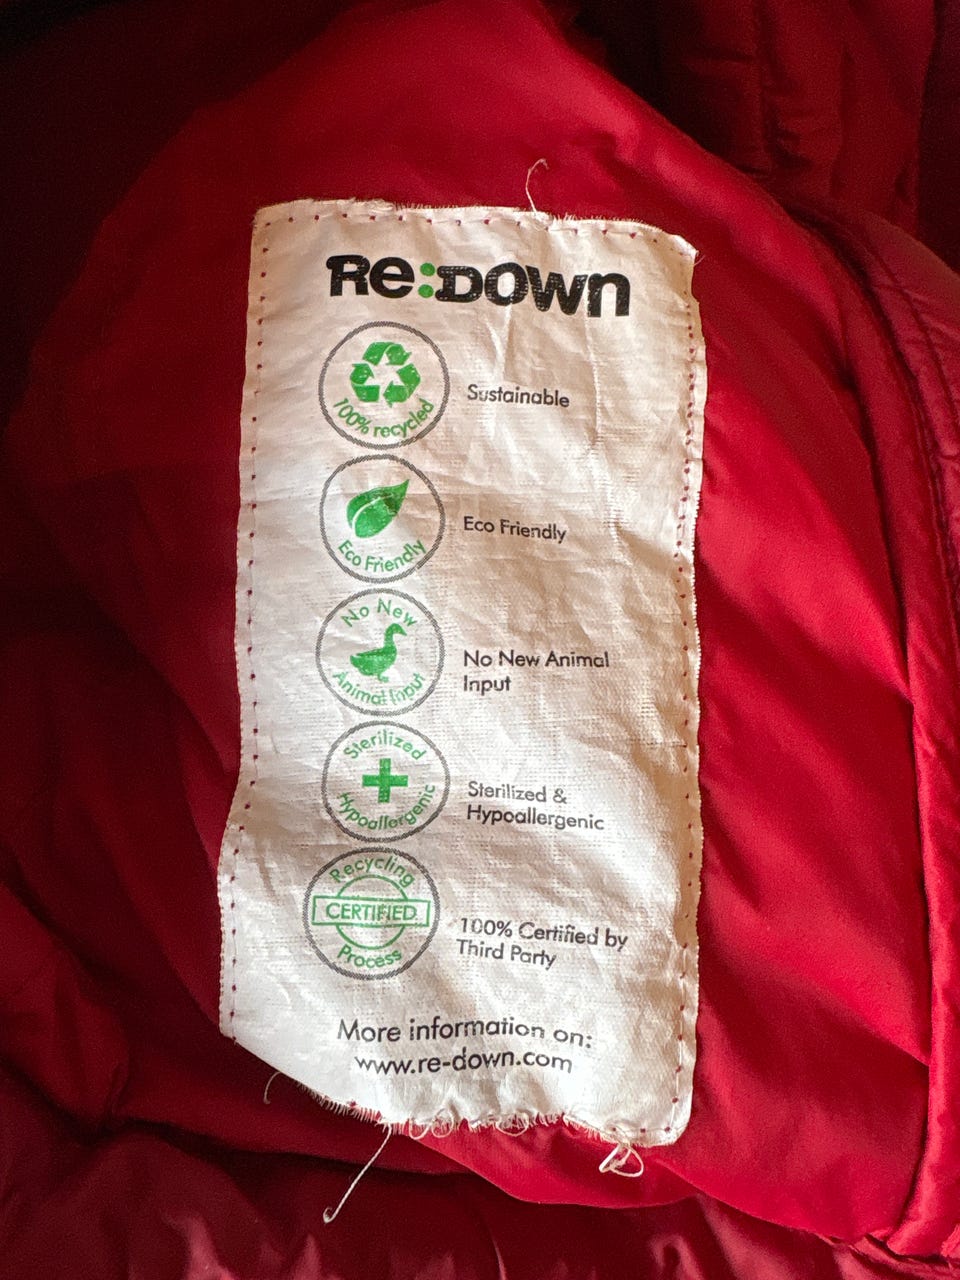 Re:Down
100% recycled
Sustainable
Eco Friendly
Eco Friendly
No New
Animal Input
No New Animal
Input
Sterilized
Hypoallergenic
Sterilized &
Hypoallergenic
Recycling
CERTIFIED
Process
100% Certified by
Third Party
More information on:
www.re-down.com